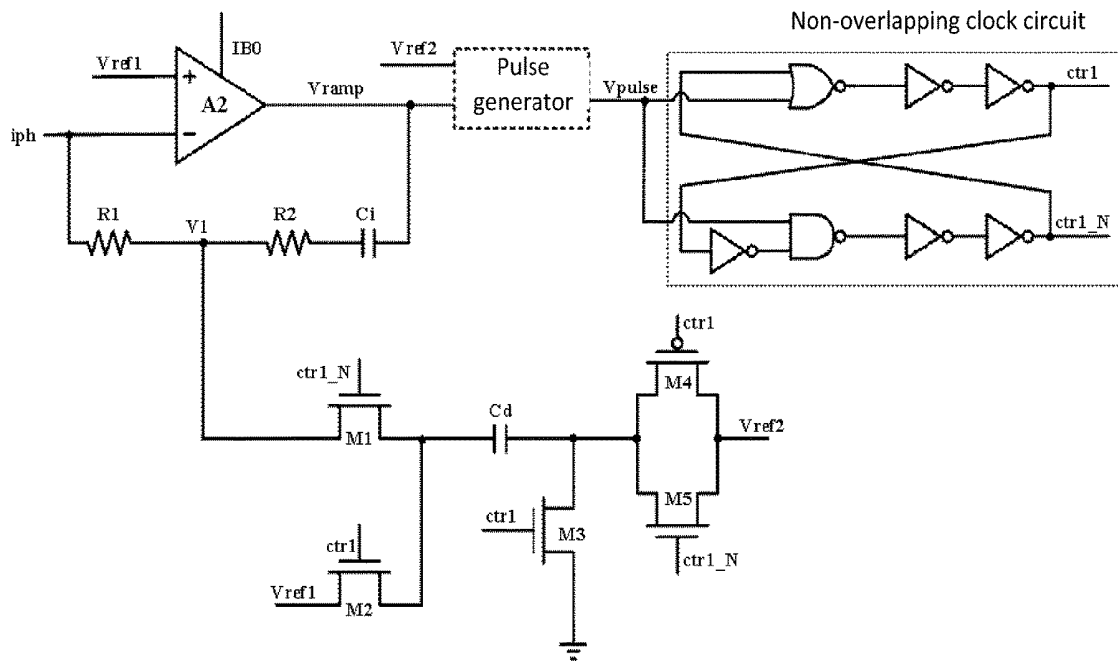 Non-overlapping clock circuit
IB0
Vref1
A2
Vref2
Pulse
generator
Vramp
Vpulse
ctr1
iph
R1
V1
R2
Ci
ctr1_N
ctr1
ctr1_N
M4
M1
Cd
Vref2
M5
ctr1
M3
ctr1
ctr1_N
Vref1
M2